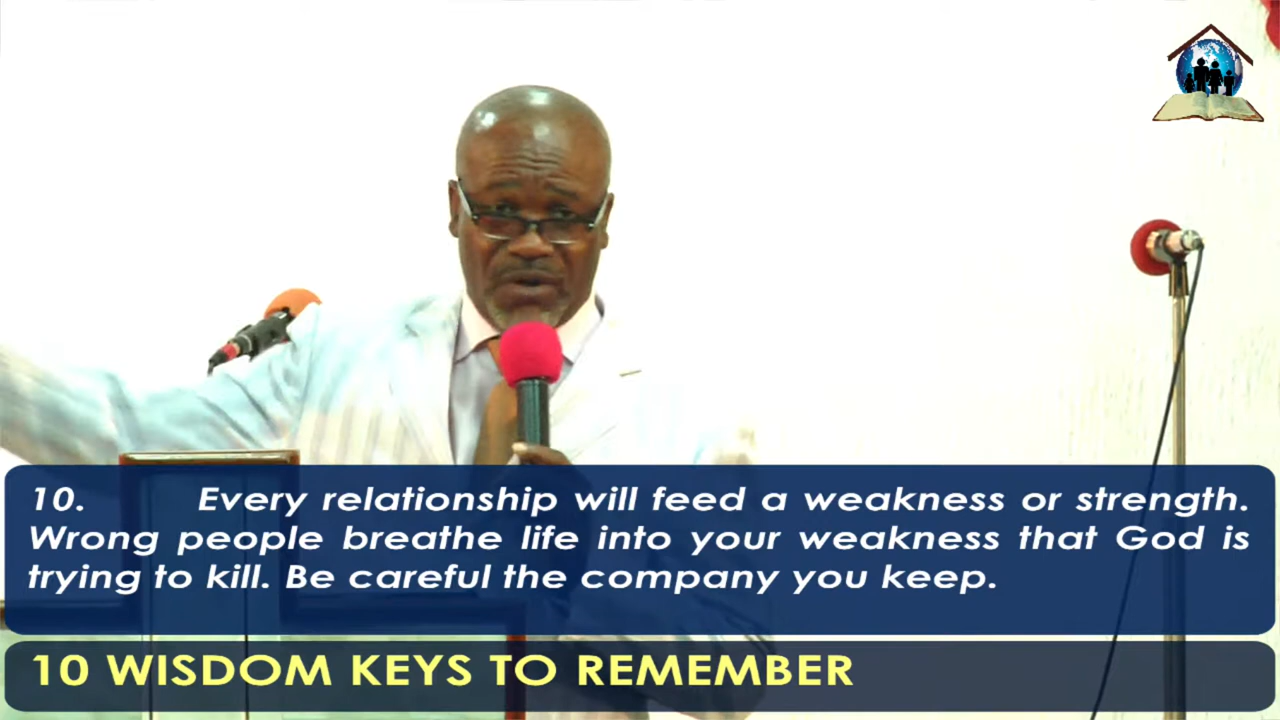 10. Every relationship will feed a weakness or strength.
Wrong people breathe life into your weakness that God is
trying to kill. Be careful the company you keep.
10 WISDOM KEYS TO REMEMBER